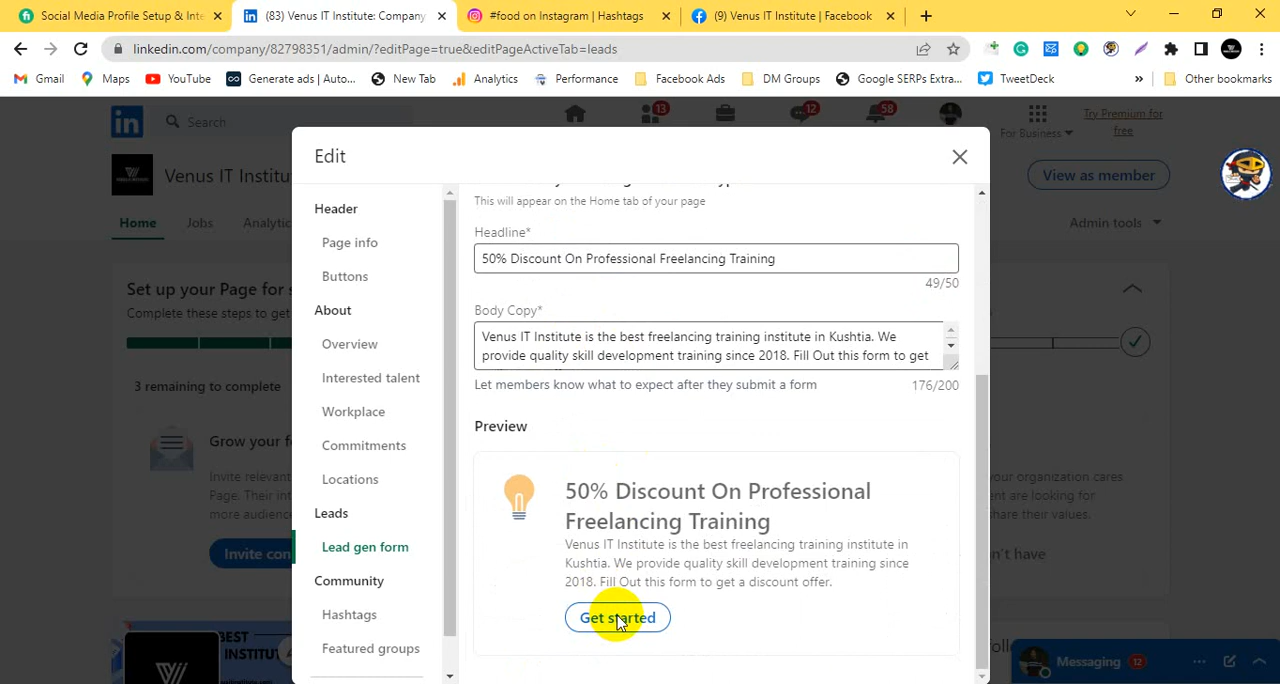 Social Media Profile Setup & Inte
(83) Venus IT Institute: Company
#food on Instagram | Hashtags
(9) Venus IT Institute | Facebook
linkedin.com/company/82798351/admin/?editPage=true&editPageActiveTab=leads
Gmail
Maps
YouTube
Generate ads | Auto...
New Tab
Analytics
Performance
Facebook Ads
DM Groups
Google SERPs Extra...
TweetDeck
»
Other bookmarks
in
Search
13
12
58
For Business
Try Premium for
free
Venus IT Institu
View as member
Home
Jobs
Analytic
Admin tools
Set up your Page for s
Complete these steps to get
3 remaining to complete
Grow your f
Invite relevan
Page. Their in
more audienc
Invite con
Edit
Header
Page info
Buttons
About
Overview
Interested talent
Workplace
Commitments
Locations
Leads
Lead gen form
Community
Hashtags
Featured groups
This will appear on the Home tab of your page
Headline*
50% Discount On Professional Freelancing Training
49/50
Body Copy*
Venus IT Institute is the best freelancing training institute in Kushtia. We
provide quality skill development training since 2018. Fill Out this form to get
Let members know what to expect after they submit a form
176/200
Preview
50% Discount On Professional
Freelancing Training
Venus IT Institute is the best freelancing training institute in
Kushtia. We provide quality skill development training since
2018. Fill Out this form to get a discount offer.
Get started
your organization cares
are looking for
share their values.
n't have
BEST
INSTITU
Messaging
12